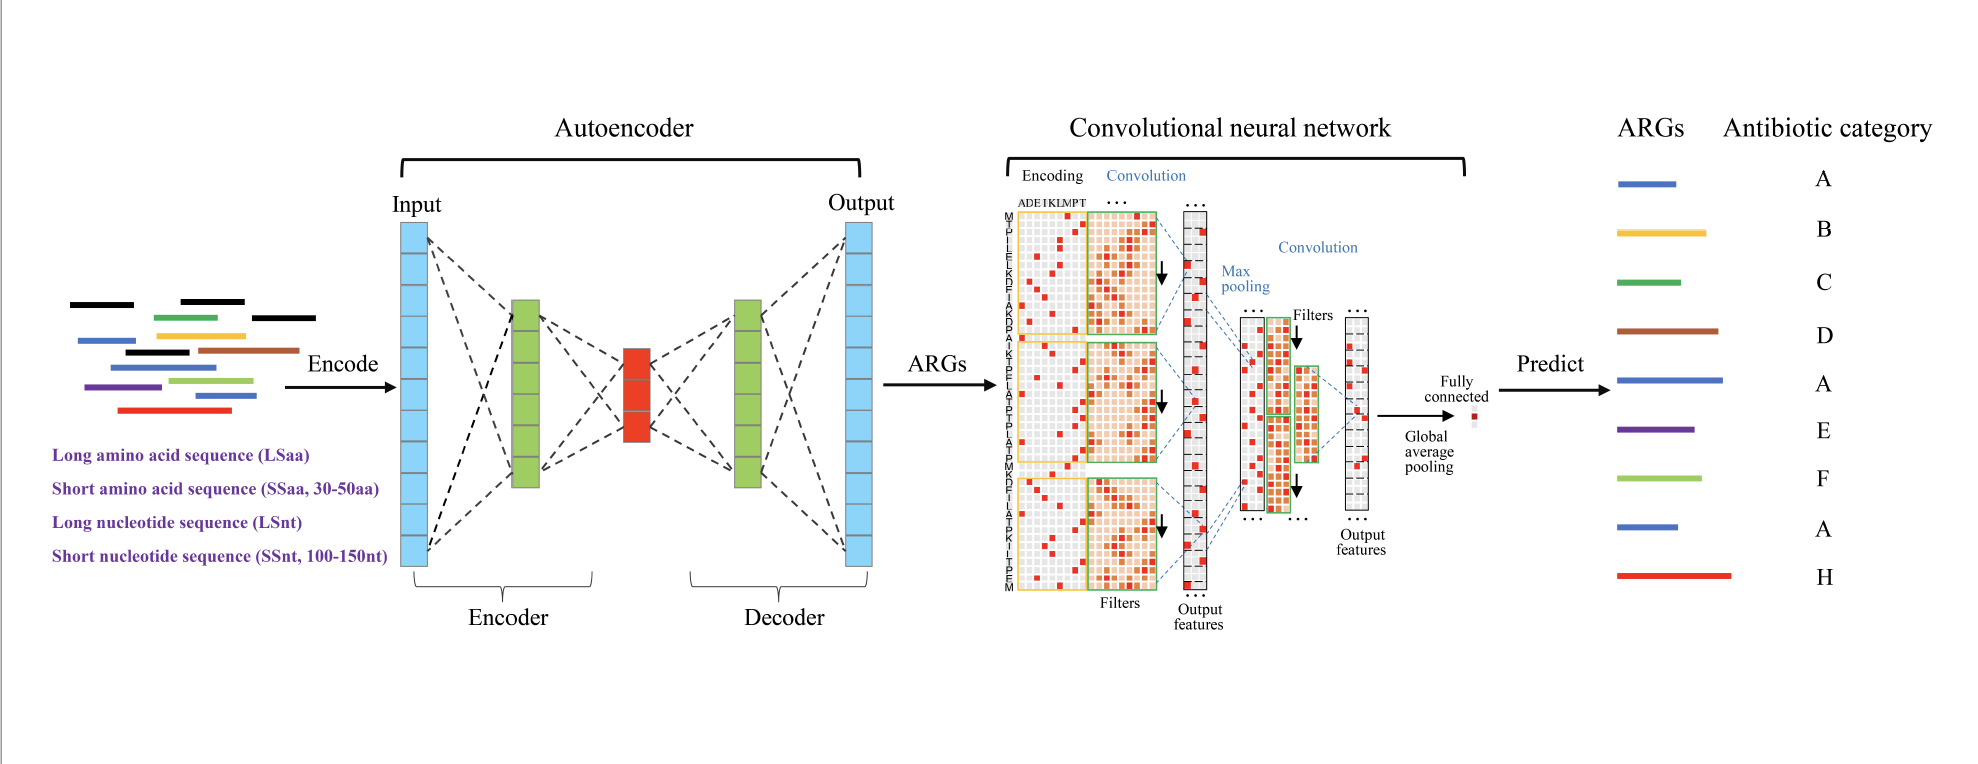 Autoencoder
Convolutional neural network
ARGs
Antibiotic category
Encoding
Convolution
Input
Output
ADEIKLMPT
...
...
A
B
C
D
A
E
F
A
H
Convolution
Max
pooling
...
Filters
...
Encode
ARGs
Predict
Fully
connected
Global
average
pooling
Long amino acid sequence (LSaa)
Short amino acid sequence (SSaa, 30-50aa)
Long nucleotide sequence (LSnt)
Short nucleotide sequence (SSnt, 100-150nt)
...
...
...
Output
features
Encoder
Decoder
Filters
...
Output
features